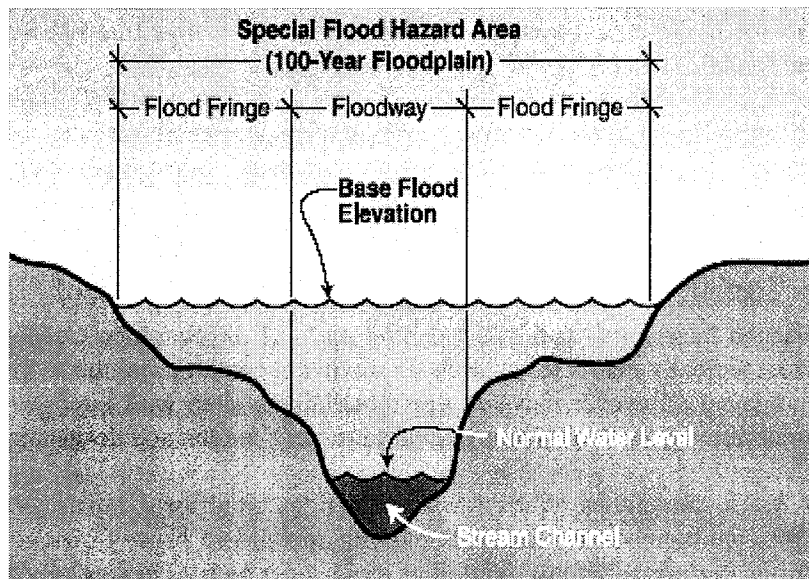 Special Flood Hazard Area
(100-Year Floodplain)
Flood Fringe Floodway Flood Fringe
Base Flood
Elevation
Normal Water Level
Stream Channel